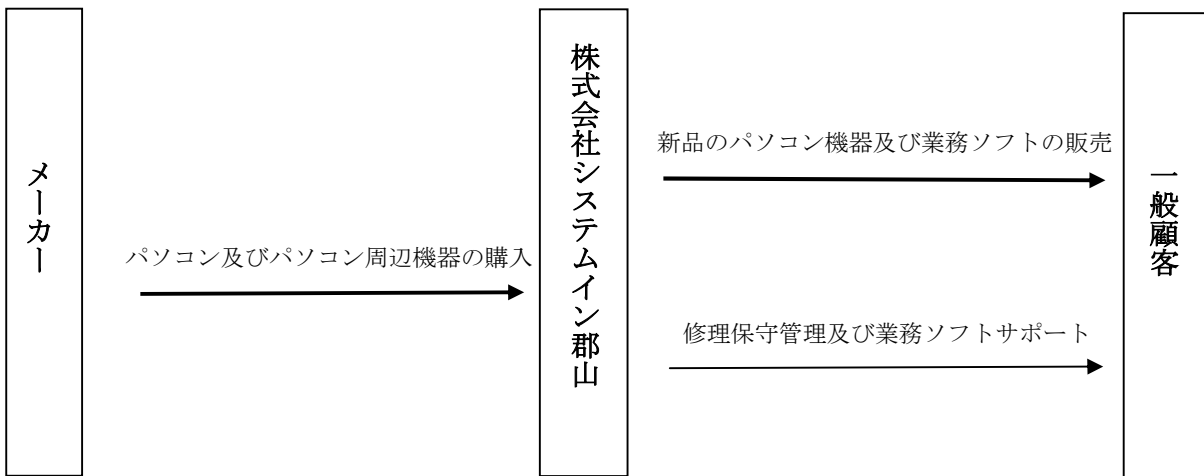 メーカー
パソコン及びパソコン周辺機器の購入
株式会社システムイン郡山
新品のパソコン機器及び業務ソフトの販売
修理保守管理及び業務ソフトサポート
一般顧客